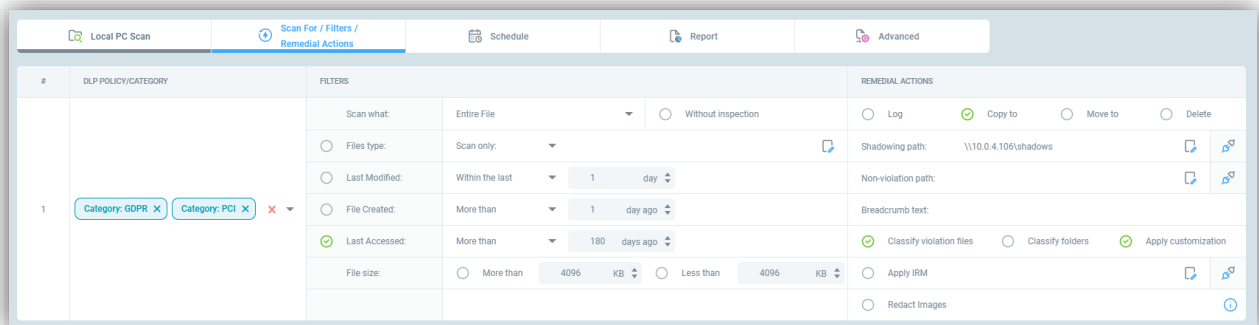 Local PC Scan
Scan For / Filters /
Remedial Actions
Schedule
Report
Advanced
# DLP POLICY/CATEGORY FILTERS REMEDIAL ACTIONS
Scan what: Entire File Without inspection Log Copy to Move to Delete
Files type: Scan only: Shadowing path: \\10.0.4.106\shadows
Last Modified: Within the last 1 day Non-violation path:
1 Category: GDPR Category: PCI File Created: More than 1 day ago Breadcrumb text:
Last Accessed: More than 180 days ago Classify violation files Classify folders Apply customization
File size: More than 4096 KB Less than 4096 KB Apply IRM
Redact Images